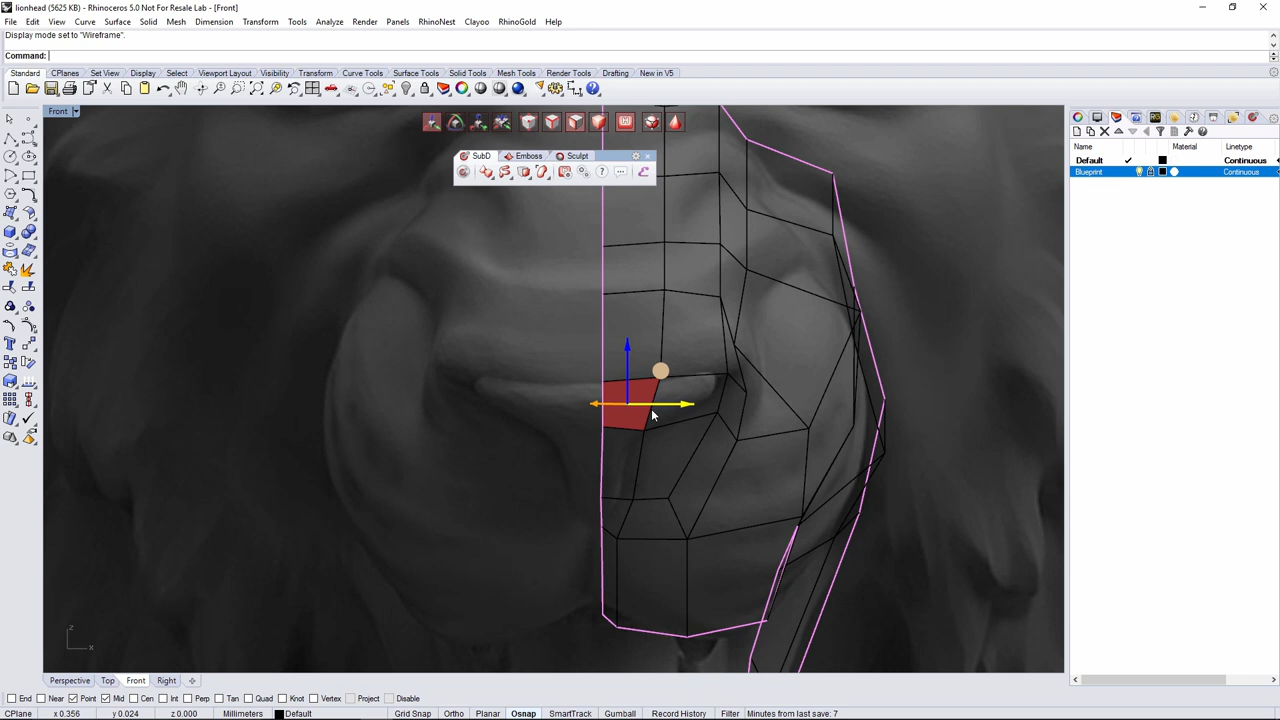 lionhead (5625 KB) - Rhinoceros 5.0 Not For Resale Lab - [Front]
File Edit View Curve Surface Solid Mesh Dimension Transform Tools Analyze Render Panels RhinoNest Clayoo RhinoGold Help
Display mode set to "Wireframe".
Command:
Standard CPlanes Set View Display Select Viewport Layout Visibility Transform Curve Tools Surface Tools Solid Tools Mesh Tools Render Tools Drafting New in V5
Front
SubD Emboss Sculpt
Name Material Linetype
Default Continuous
Blueprint Continuous
z
x
Perspective Top Front Right
End Near Point Mid Cen Int Perp Tan Quad Knot Vertex Project Disable
CPlane x 0.356 y 0.024 z 0.000 Millimeters Default Grid Snap Ortho Planar Osnap SmartTrack Gumball Record History Filter Minutes from last save: 7